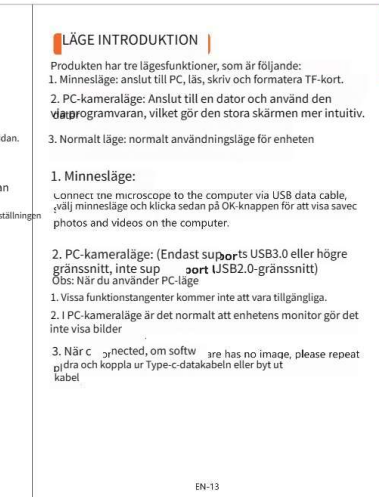 LÄGE INTRODUKTION
Produkten har tre lägesfunktioner, som är följande:
1. Minnesläge: anslut till PC, läs, skriv och formatera TF-kort.
2. PC-kameraläge: Anslut till en dator och använd den
via programvaran, vilket gör den stora skärmen mer intuitiv.
dan.
3. Normalt läge: normalt användningsläge för enheten
an
ställningen
1. Minnesläge:
Connect the microscope to the computer via USB data cable,
välj minnesläge och klicka sedan på OK-knappen för att visa saved
photos and videos on the computer.
2. PC-kameraläge: (Endast supports USB3.0 eller högre
gränssnitt, inte support USB2.0-gränssnitt)
Obs: När du använder PC-läge
1. Vissa funktionstangenter kommer inte att vara tillgängliga.
2. I PC-kameraläge är det normalt att enhetens monitor gör det
inte visa bilder
3. När c onnected, om softw are has no image, please repeat
dra och koppla ur Type-c-datakabeln eller byt ut
kabel
EN-13